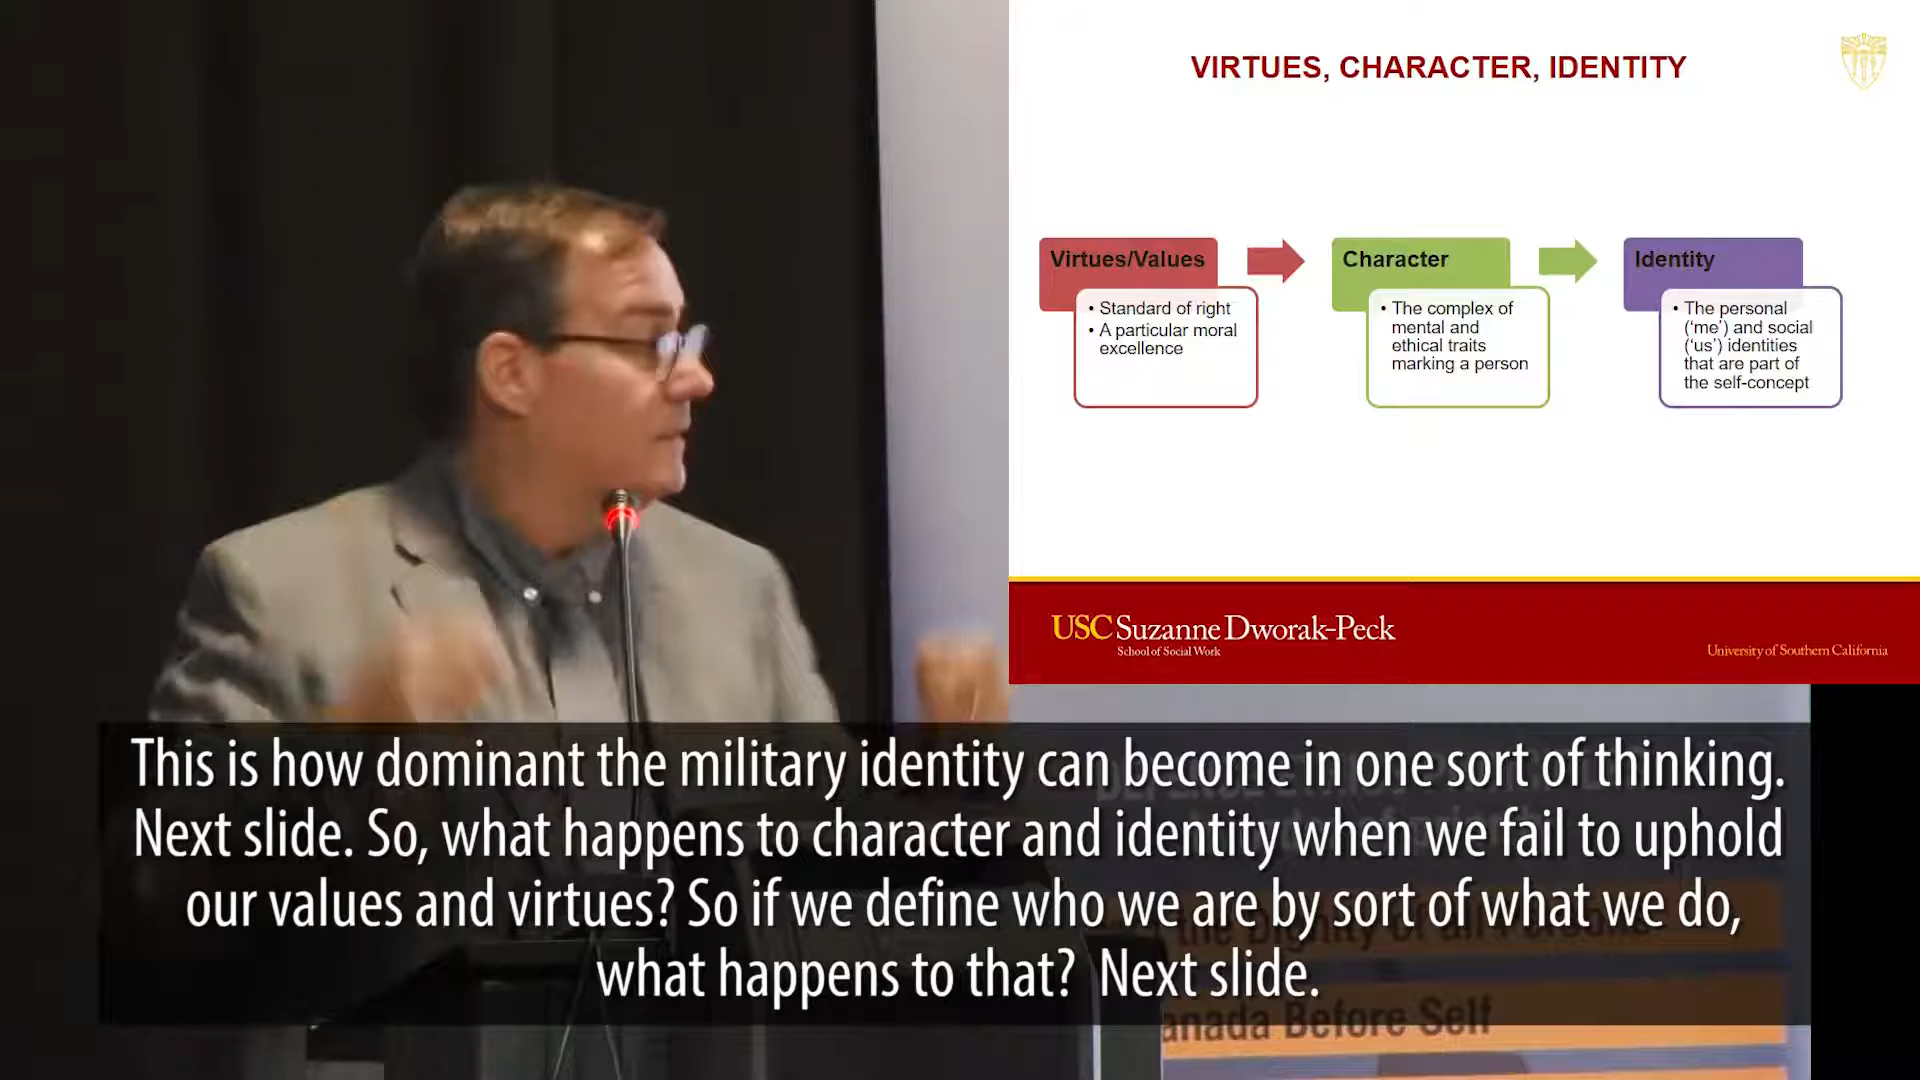 VIRTUES, CHARACTER, IDENTITY
Virtues/Values
• Standard of right
• A particular moral
excellence
Character
• The complex of
mental and
ethical traits
marking a person
Identity
• The personal
(‘me’) and social
(‘us’) identities
that are part of
the self-concept
USC Suzanne Dworak-Peck
School of Social Work
University of Southern California
This is how dominant the military identity can become in one sort of thinking.
Next slide. So, what happens to character and identity when we fail to uphold
our values and virtues? So if we define who we are by sort of what we do,
what happens to that? Next slide.
the Dignity of all Persons
anada Before Self